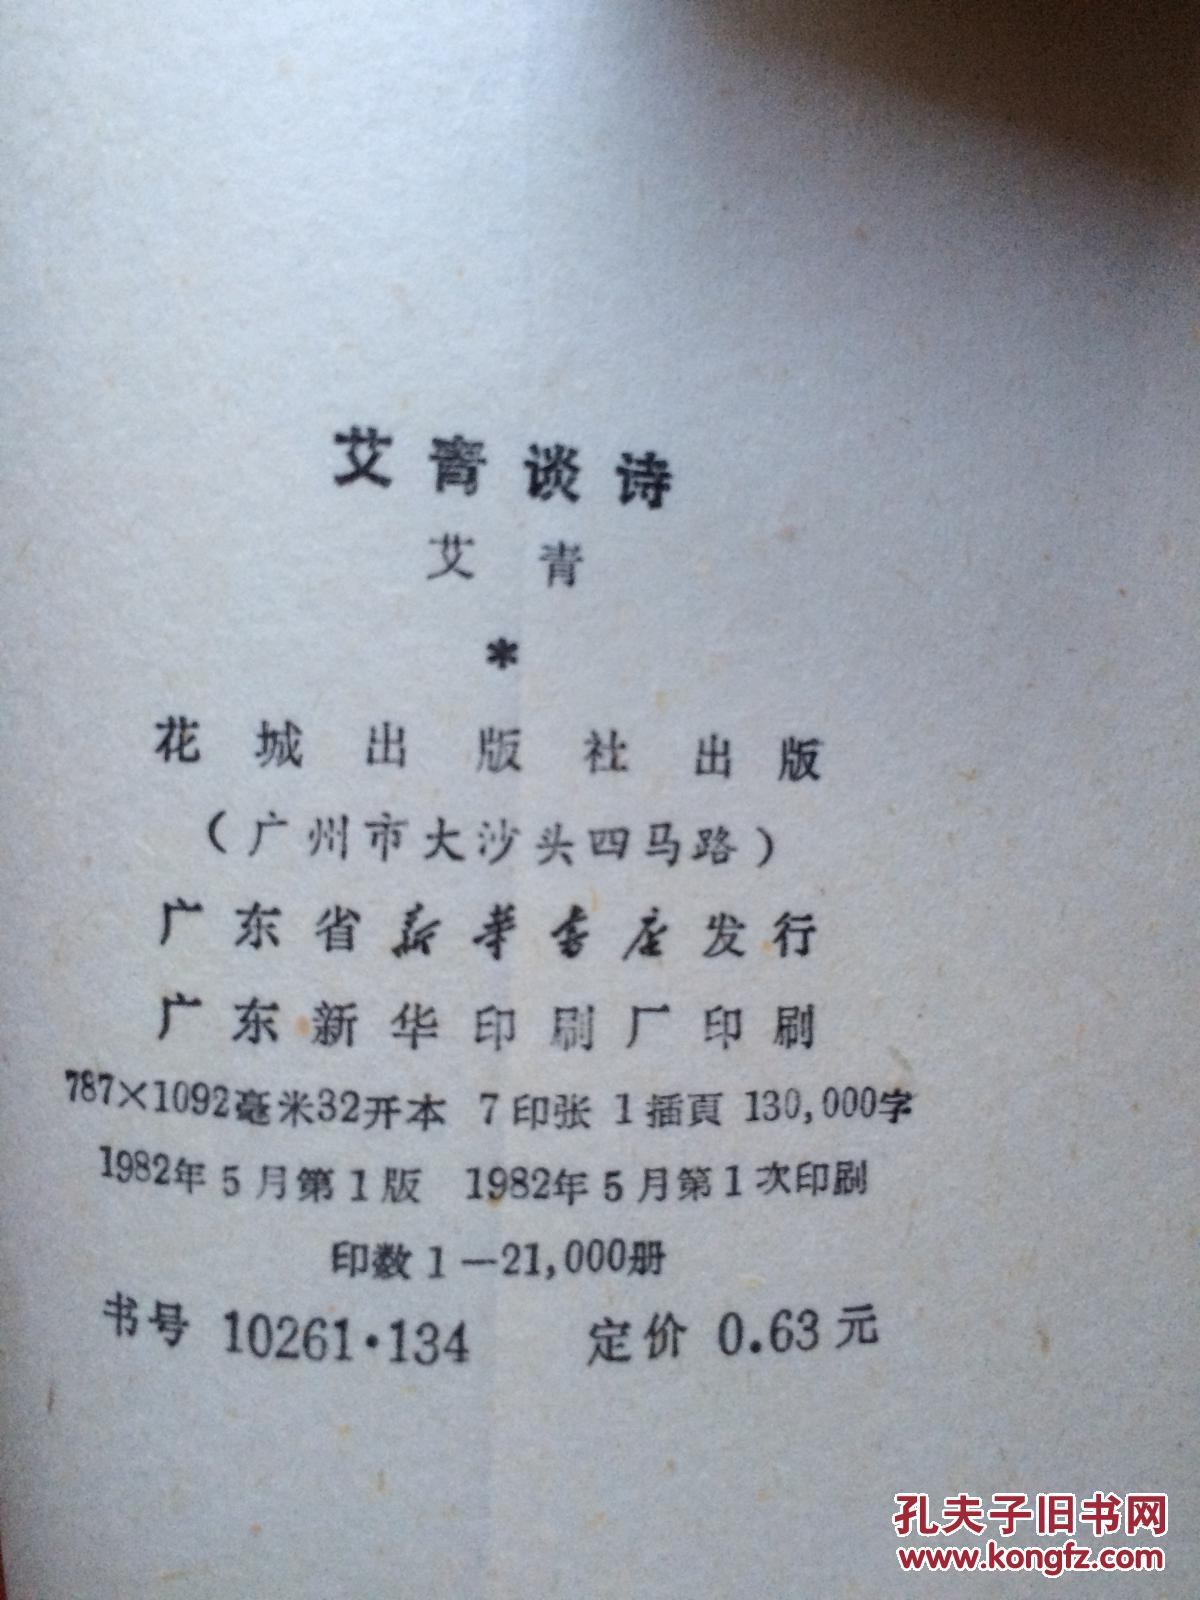 艾青谈诗
艾青
*
花城出版社出版
（广州市大沙头四马路）
广东省新华书店发行
广东新华印刷厂印刷
787×1092毫米32开本 7印张 1插頁 130,000字
1982年5月第1版 1982年5月第1次印刷
印数1—21,000册
书号 10261·134 定价 0.63元
孔夫子旧书网
www.kongfz.com